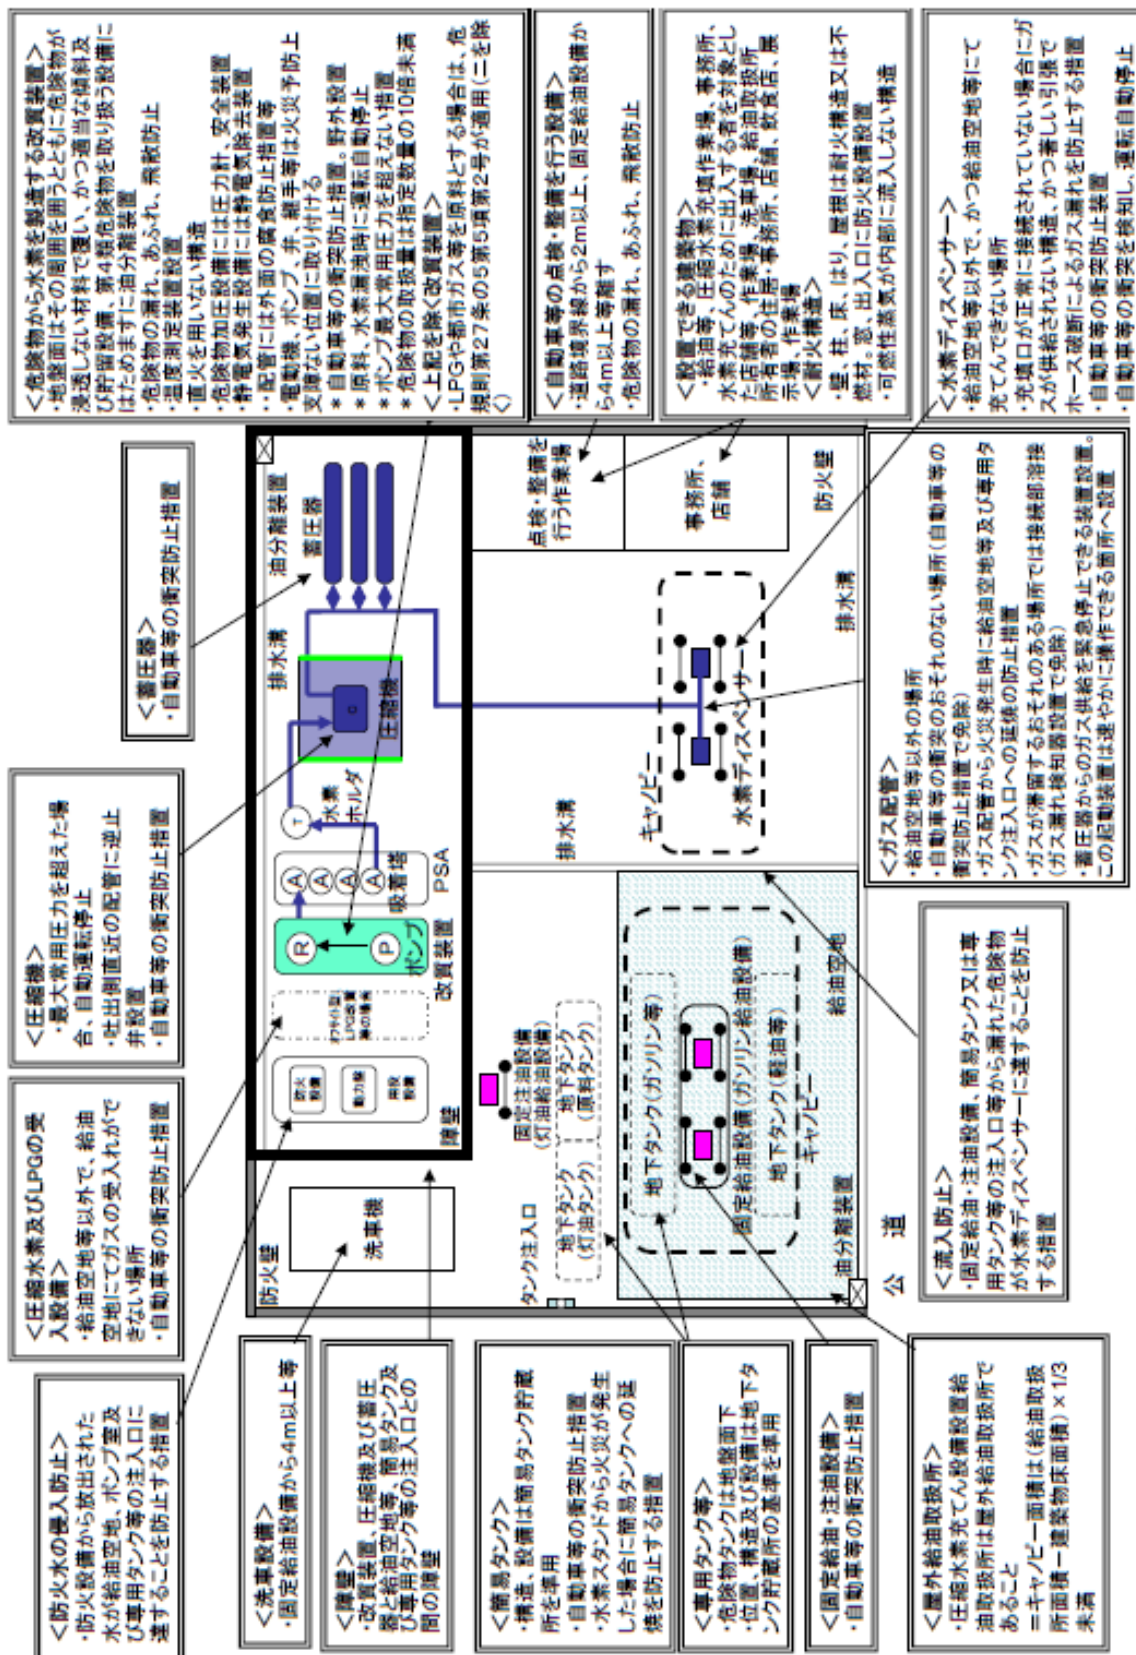 <防火水の侵入防止>
・防火設備から放出された
水が給油空地、ポンプ室及
び専用タンク等の注入口に
達することを防止する措置
<圧縮水素及びLPGの受
入設備>
・給油空地等以外で、給油
空地にてガスの受入れがで
きない場所
・自動車等の衝突防止措置
<圧縮機>
・最大常用圧力を超えた場
合、自動運転停止
・吐出側直近の配管に逆止
弁設置
・自動車等の衝突防止措置
<蓄圧器>
・自動車等の衝突防止措置
<危険物から水素を製造する改質装置>
・地盤面はその周囲を囲うとともに危険物が
浸透しない材料で覆い、かつ適当な傾斜及
び貯留設備、第4類危険物を取り扱う設備に
はためますに油分離装置
・危険物の漏れ、あふれ、飛散防止
・温度測定装置設置
・直火を用いない構造
・危険物加圧設備には圧力計、安全装置
・静電気発生設備には静電気除去装置
・配管には外面の腐食防止措置等
・電動機、ポンプ、弁、継手等は火災予防上
支障ない位置に取り付ける
*自動車等の衝突防止措置。野外設置
*原料、水素漏洩時に運転自動停止
*ポンプ最大常用圧力を超えない措置
*危険物の取扱量は指定数量の10倍未満
<上記を除く改質装置>
・LPGや都市ガス等を原料とする場合は、危
規則第27条の5第5項第2号が適用(ニを除
く)
<洗車設備>
・固定給油設備から4m以上等
<障壁>
・改質装置、圧縮機及び蓄圧
器と給油空地等、簡易タンク及
び専用タンク等の注入口との
間の障壁
<簡易タンク>
・構造、設備は簡易タンク貯蔵
所を準用
・自動車等の衝突防止措置
・水素スタンドから火災が発生
した場合に簡易タンクへの延
焼を防止する措置
<専用タンク等>
・危険物タンクは地盤面下
・位置、構造及び設備は地下タ
ンク貯蔵所の基準を準用
<固定給油・注油設備>
・自動車等の衝突防止措置
<屋外給油取扱所>
・圧縮水素充てん設備設置給
油取扱所は屋外給油取扱所で
あること
=キャノピー面積は(給油取扱
所面積-建築物床面積)×1/3
未満
防火壁
洗車機
障壁
防火
設備
動力盤
オフサイト型
LPG改質
改質装置
ポンプ
R
P
PSA
吸着塔
A
A
A
A
水素
ホルダ
T
圧縮機
C
排水溝
油分離装置
蓄圧器
タンク注入口
固定注油設備
(灯油給油設備)
地下タンク
(灯油タンク)
地下タンク
(原料タンク)
地下タンク(ガソリン等)
固定給油設備(ガソリン給油設備)
地下タンク(軽油等)
キャノピー
給油空地
油分離装置
公 道
排水溝
キャノピー
水素ディスペンサー
排水溝
点検・整備を
行う作業場
事務所、
店舗
防火壁
<自動車等の点検・整備を行う設備>
・道路境界線から2m以上、固定給油設備か
ら4m以上等離す
・危険物の漏れ、あふれ、飛散防止
<設置できる建築物>
・給油等、圧縮水素充填作業場、事務所、
水素充てんのために出入する者を対象とし
た店舗等、作業場、洗車場、給油取扱所
所有者の住居・事務所、店舗、飲食店、展
示場、作業場
<耐火構造>
・壁、柱、床、はり、屋根は耐火構造又は不
燃材。窓、出入口に防火設備設置
・可燃性蒸気が内部に流入しない構造
<水素ディスペンサー>
・給油空地等以外で、かつ給油空地等にて
充てんできない場所
・充填口が正常に接続されていない場合にガ
スが供給されない構造、かつ著しい引張で
ホース破断によるガス漏れを防止する措置
・自動車等の衝突防止装置
・自動車等の衝突を検知し、運転自動停止
<ガス配管>
・給油空地等以外の場所
・自動車等の衝突のおそれのない場所(自動車等の
衝突防止措置で免除)
・ガス配管から火災発生時に給油空地等及び専用タ
ンク注入口への延焼の防止措置
・ガスが滞留するおそれのある場所では接続部溶接
(ガス漏れ検知器設置で免除)
・蓄圧器からのガス供給を緊急停止できる装置設置。
この起動装置は速やかに操作できる箇所へ設置
<流入防止>
・固定給油・注油設備、簡易タンク又は専
用タンク等の注入口等から漏れた危険物
が水素ディスペンサーに達することを防止
する措置